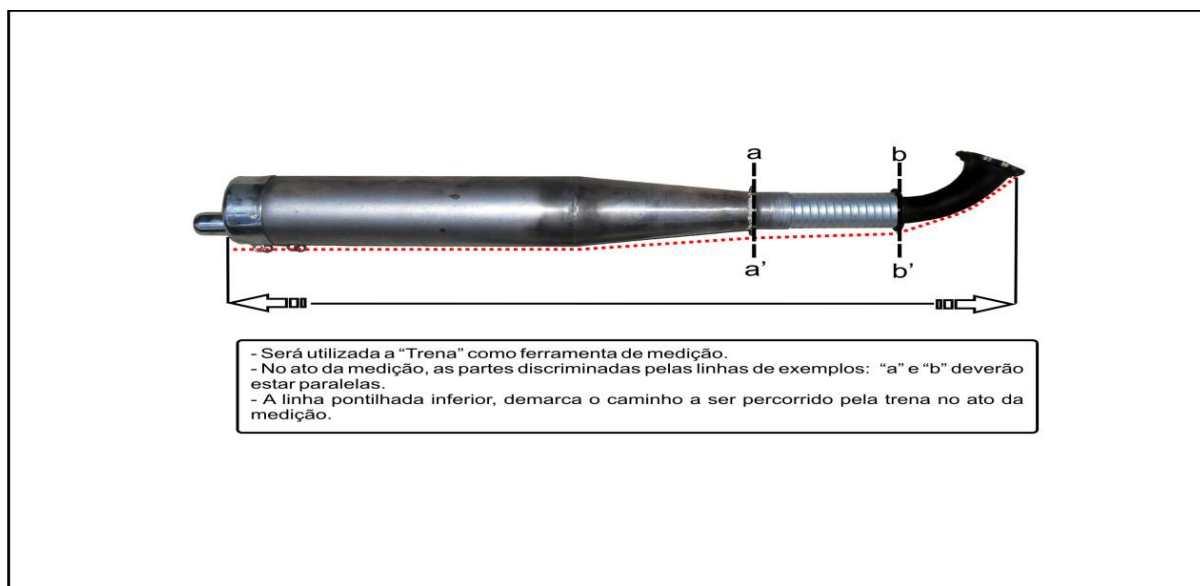 a
b
a'
b'
- Será utilizada a “Trena” como ferramenta de medição.
- No ato da medição, as partes discriminadas pelas linhas de exemplos: “a” e “b” deverão
estar paralelas.
- A linha pontilhada inferior, demarca o caminho a ser percorrido pela trena no ato da
medição.